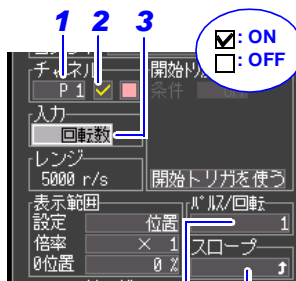 1 2 3
☑: ON
☐: OFF
チャネル
P 1
開始トリガ
条件
入力
回転数
レンジ
5000 r/s
開始トリガを使う
表示範囲
設定 位置
倍率 × 1
0位置 0 %
パルス/回転
1
スロープ